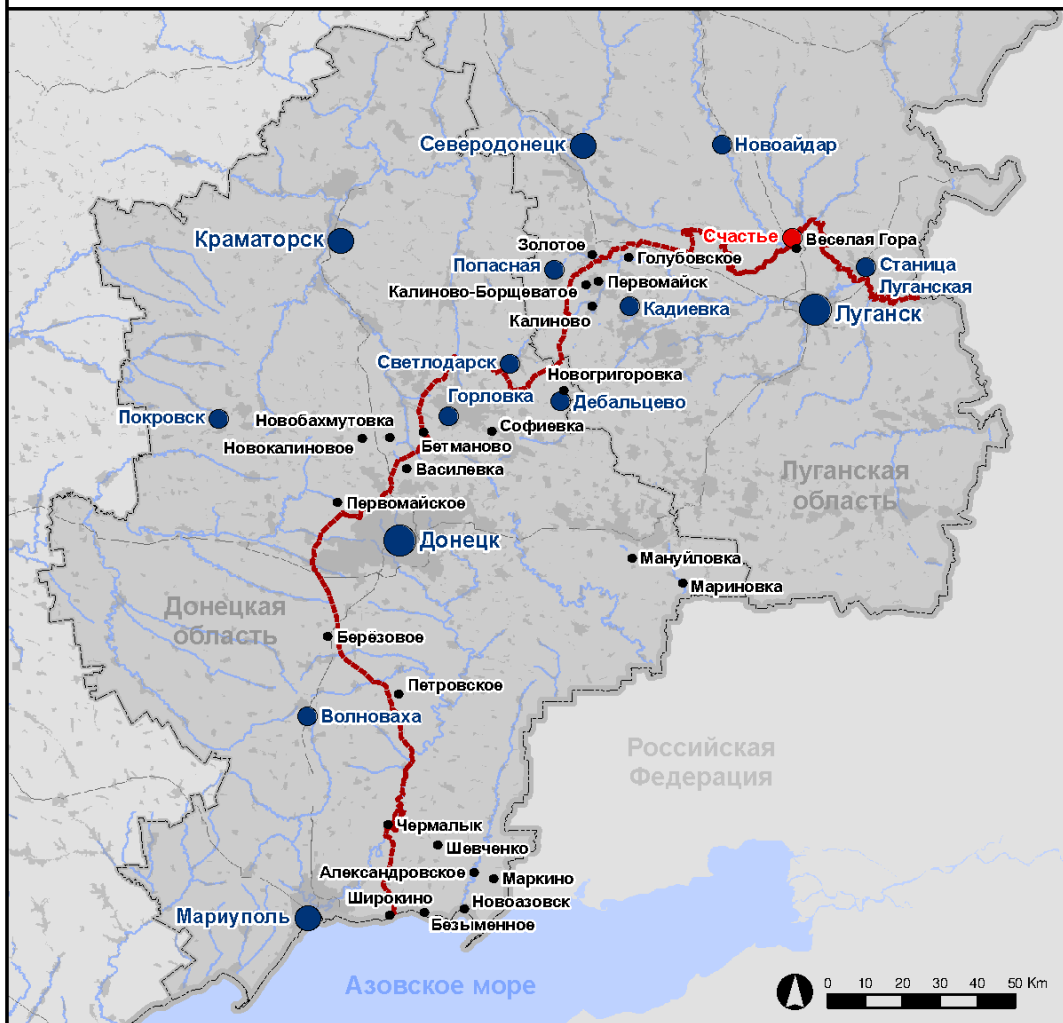 Северодонецк
Новоайдар
Краматорск
Счастье
Веселая Гора
Золотое
Голубовское
Попасная
Станица
Луганская
Первомайск
Калиново-Борщеватое
Кадиевка
Калиново
Луганск
Светлодарск
Новогригоровка
Горловка
Дебальцево
Покровск
Новобахмутовка
Софиевка
Новокалиновое
Бетманово
Василевка
Луганская
область
Первомайское
Донецк
Мануйловка
Мариновка
Донецкая
область
Берёзовое
Петровское
Волноваха
Российская
Федерация
Чермалык
Шевченко
Александровское
Маркино
Широкино
Новоазовск
Мариуполь
Безыменное
Азовское море
0 10 20 30 40 50 Km